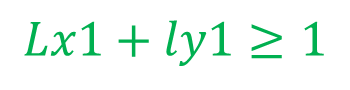 Lx1 + ly1 ≥ 1